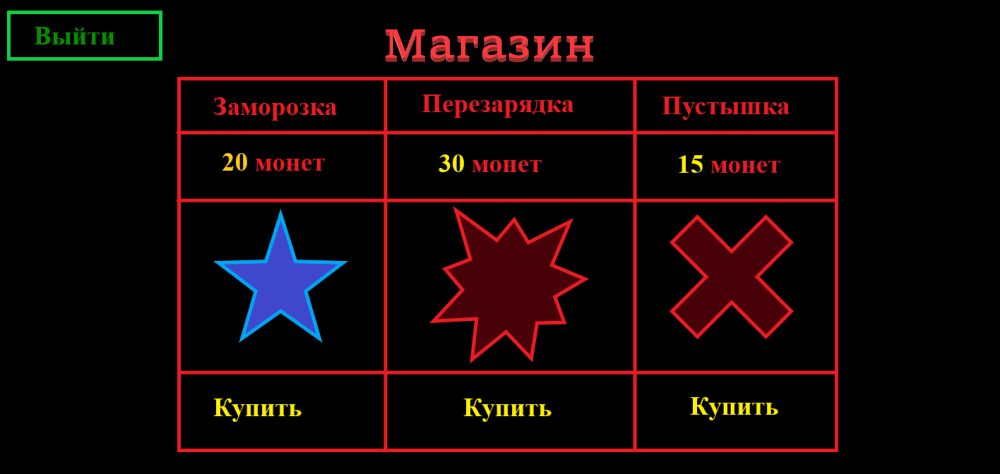 Выйти
Магазин
Заморозка
Перезарядка
Пустышка
20 монет
30 монет
15 монет
Купить
Купить
Купить